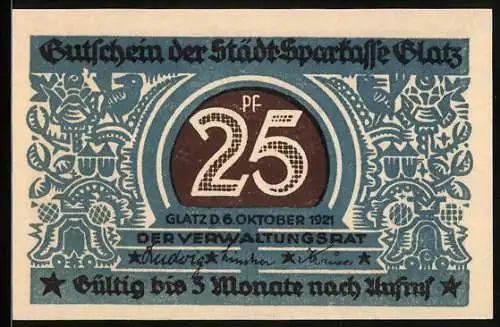 Gutschein der Städt. Sparkasse Glatz
PF
25
GLATZ D. 6. OKTOBER 1921
DER VERWALTUNGSRAT
Ludwig
Gültig bis 3 Monate nach Aufruf